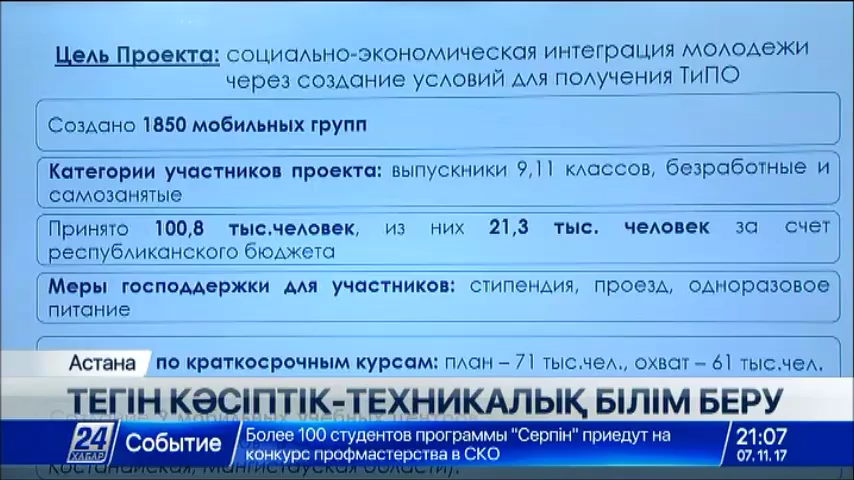 Цель Проекта: социально-экономическая интеграция молодежи
через создание условий для получения ТиПО
Создано 1850 мобильных групп
Категории участников проекта: выпускники 9,11 классов, безработные и
самозанятые
Принято 100,8 тыс.человек, из них 21,3 тыс. человек за счет
республиканского бюджета
Меры господдержки для участников: стипендия, проезд, одноразовое
питание
по краткосрочным курсам: план – 71 тыс.чел., охват – 61 тыс.чел.
Астана
ТЕГІН КӘСІПТІК-ТЕХНИКАЛЫҚ БІЛІМ БЕРУ
24
ХАБАР
Событие
Более 100 студентов программы "Серпін" приедут на
конкурс профмастерства в СКО
21:07
07.11.17
Костанайская, Мангистауская области).